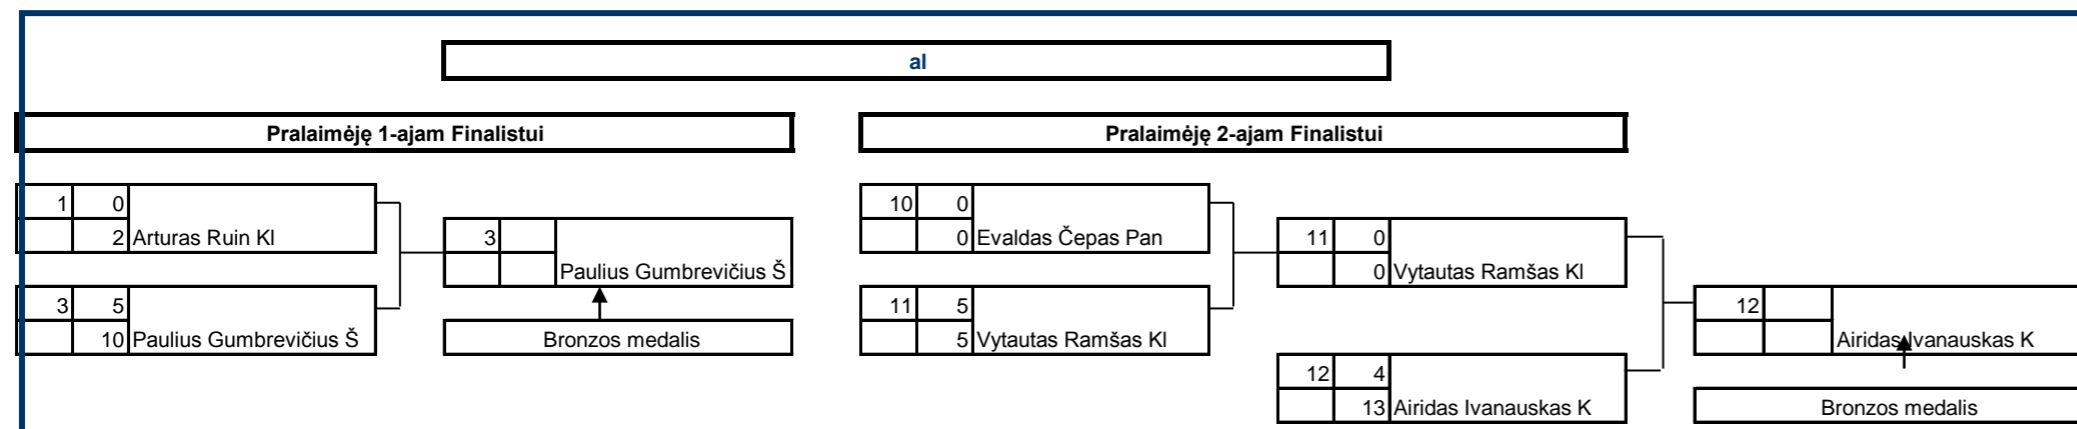 al
Pralaimėję 1-ajam Finalistui Pralaimėję 2-ajam Finalistui
1 0 10 0
2 Arturas Ruin Kl 3 0 Evaldas Čepas Pan 11 0
Paulius Gumbrevičius Š 0 Vytautas Ramšas Kl
3 5 11 5 12
10 Paulius Gumbrevičius Š Bronzos medalis 5 Vytautas Ramšas Kl Airidas Ivanauskas K
12 4
13 Airidas Ivanauskas K Bronzos medalis